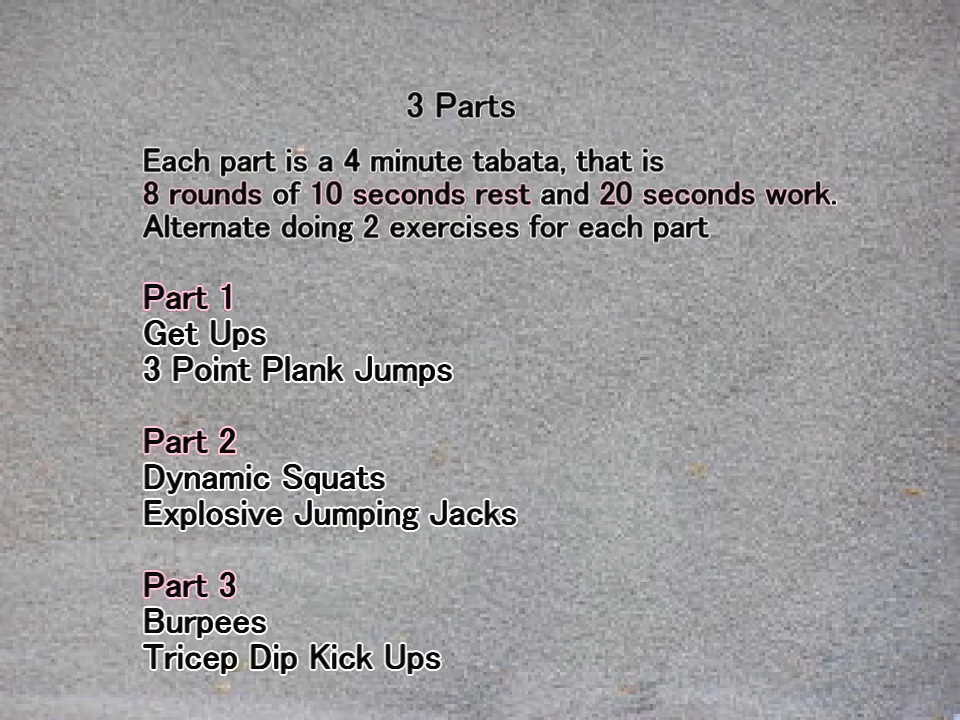 3 Parts
Each part is a 4 minute tabata, that is
8 rounds of 10 seconds rest and 20 seconds work.
Alternate doing 2 exercises for each part
Part 1
Get Ups
3 Point Plank Jumps
Part 2
Dynamic Squats
Explosive Jumping Jacks
Part 3
Burpees
Tricep Dip Kick Ups